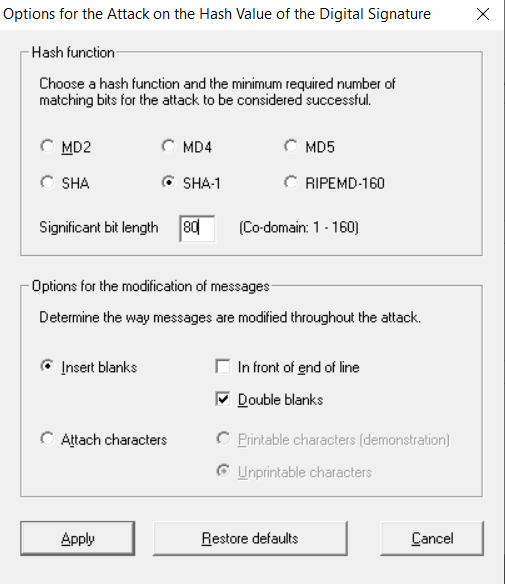 Options for the Attack on the Hash Value of the Digital Signature
Hash function
Choose a hash function and the minimum required number of
matching bits for the attack to be considered successful.
MD2 MD4 MD5
SHA SHA-1 RIPEMD-160
Significant bit length 80 (Co-domain: 1 - 160)
Options for the modification of messages
Determine the way messages are modified throughout the attack.
Insert blanks In front of end of line
Double blanks
Attach characters Printable characters (demonstration)
Unprintable characters
Apply Restore defaults Cancel